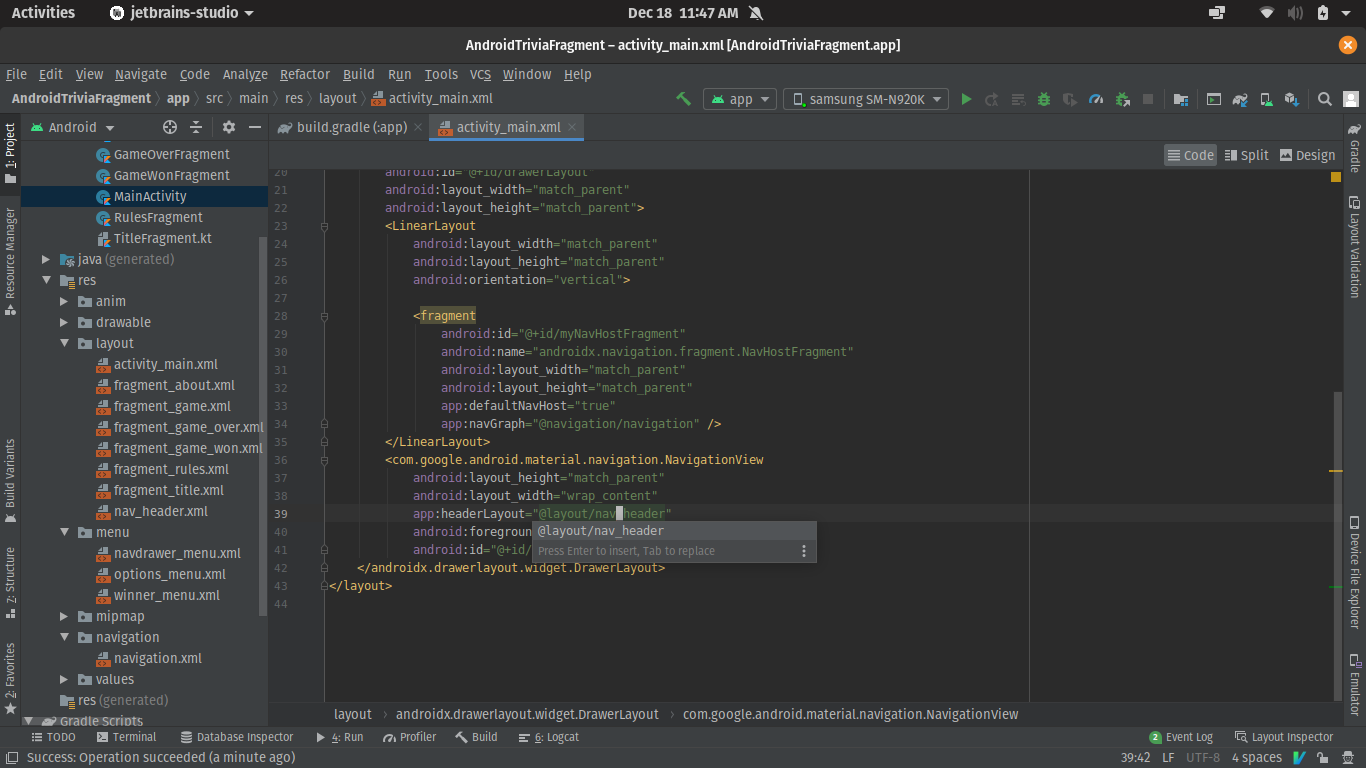 Activities jetbrains-studio Dec 18 11:47 AM
AndroidTriviaFragment – activity_main.xml [AndroidTriviaFragment.app]
File Edit View Navigate Code Analyze Refactor Build Run Tools VCS Window Help
AndroidTriviaFragment app src main res layout activity_main.xml app samsung SM-N920K
Android build.gradle (:app) activity_main.xml
Code Split Design
1: Project
Resource Manager
Build Variants
7: Structure
2: Favorites
GameOverFragment
GameWonFragment
MainActivity
RulesFragment
TitleFragment.kt
java (generated)
res
anim
drawable
layout
activity_main.xml
fragment_about.xml
fragment_game.xml
fragment_game_over.xml
fragment_game_won.xml
fragment_rules.xml
fragment_title.xml
nav_header.xml
menu
navdrawer_menu.xml
options_menu.xml
winner_menu.xml
mipmap
navigation
navigation.xml
values
res (generated)
Gradle Scripts
20 android:id="@+id/drawerLayout"
21 android:layout_width="match_parent"
22 android:layout_height="match_parent">
23 <LinearLayout
24 android:layout_width="match_parent"
25 android:layout_height="match_parent"
26 android:orientation="vertical">
27
28 <fragment
29 android:id="@+id/myNavHostFragment"
30 android:name="androidx.navigation.fragment.NavHostFragment"
31 android:layout_width="match_parent"
32 android:layout_height="match_parent"
33 app:defaultNavHost="true"
34 app:navGraph="@navigation/navigation" />
35 </LinearLayout>
36 <com.google.android.material.navigation.NavigationView
37 android:layout_height="match_parent"
38 android:layout_width="wrap_content"
39 app:headerLayout="@layout/nav_header"
40 android:foregroun
@layout/nav_header
41 android:id="@+id/
Press Enter to insert, Tab to replace
42 </androidx.drawerlayout.widget.DrawerLayout>
43 </layout>
44
Gradle
Layout Validation
Device File Explorer
Emulator
layout androidx.drawerlayout.widget.DrawerLayout com.google.android.material.navigation.NavigationView
TODO Terminal Database Inspector 4: Run Profiler Build 6: Logcat 2 Event Log Layout Inspector
Success: Operation succeeded (a minute ago) 39:42 LF UTF-8 4 spaces